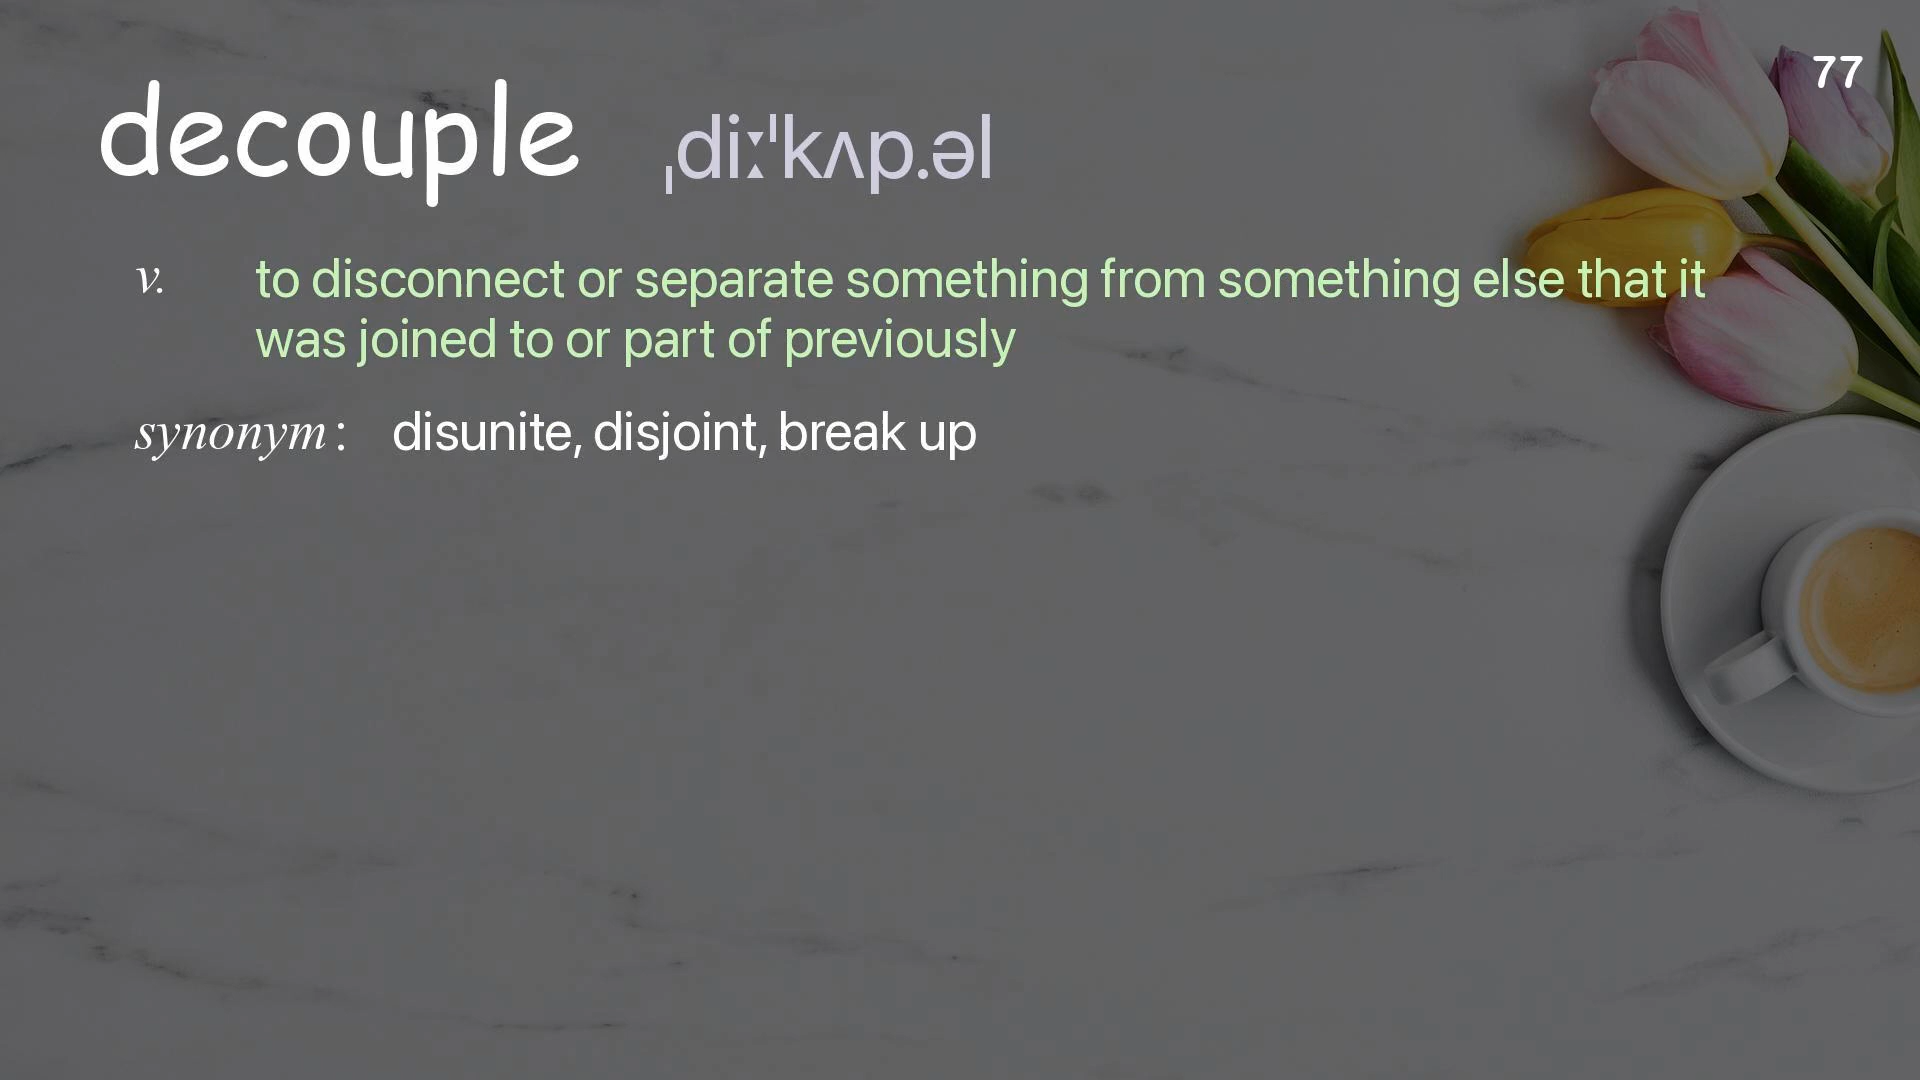 77
decouple ˌdiːˈkʌp.əl
v. to disconnect or separate something from something else that it
was joined to or part of previously
synonym: disunite, disjoint, break up